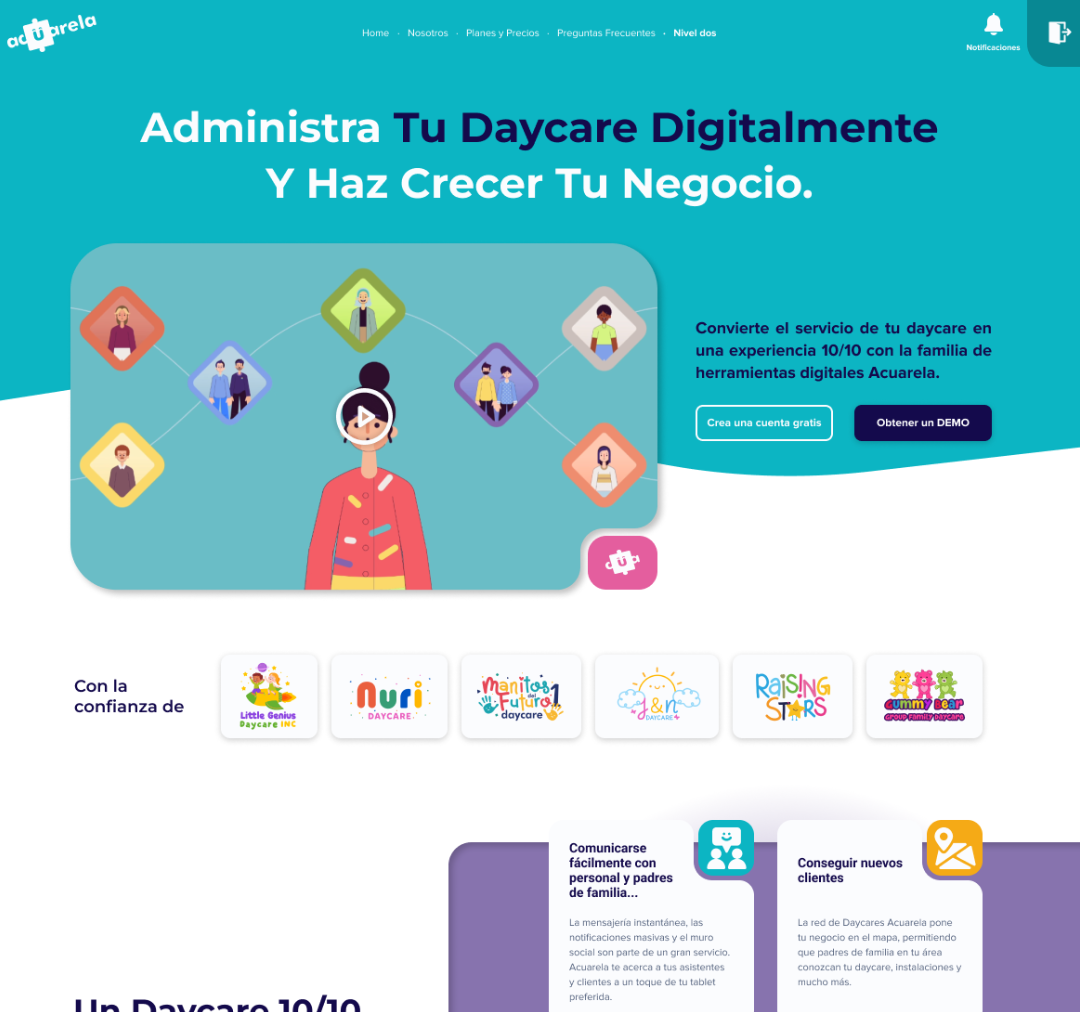 acuarela
Home · Nosotros · Planes y Precios · Preguntas Frecuentes · Nivel dos
Notificaciones
Administra Tu Daycare Digitalmente
Y Haz Crecer Tu Negocio.
Convierte el servicio de tu daycare en
una experiencia 10/10 con la familia de
herramientas digitales Acuarela.
Crea una cuenta gratis
Obtener un DEMO
Con la
confianza de
Little Genius
Daycare INC
nuri
DAYCARE
Manitos
del
Futuro 1
daycare
j&n
DAYCARE
RaiSiNG
STARS
Gummy Bear
Group Family Daycare
Comunicarse
fácilmente con
personal y padres
de familia...
La mensajería instantánea, las
notificaciones masivas y el muro
social son parte de un gran servicio.
Acuarela te acerca a tus asistentes
y clientes a un toque de tu tablet
preferida.
Conseguir nuevos
clientes
La red de Daycares Acuarela pone
tu negocio en el mapa, permitiendo
que padres de familia en tu área
conozcan tu daycare, instalaciones y
mucho más.
Un Daycare 10/10